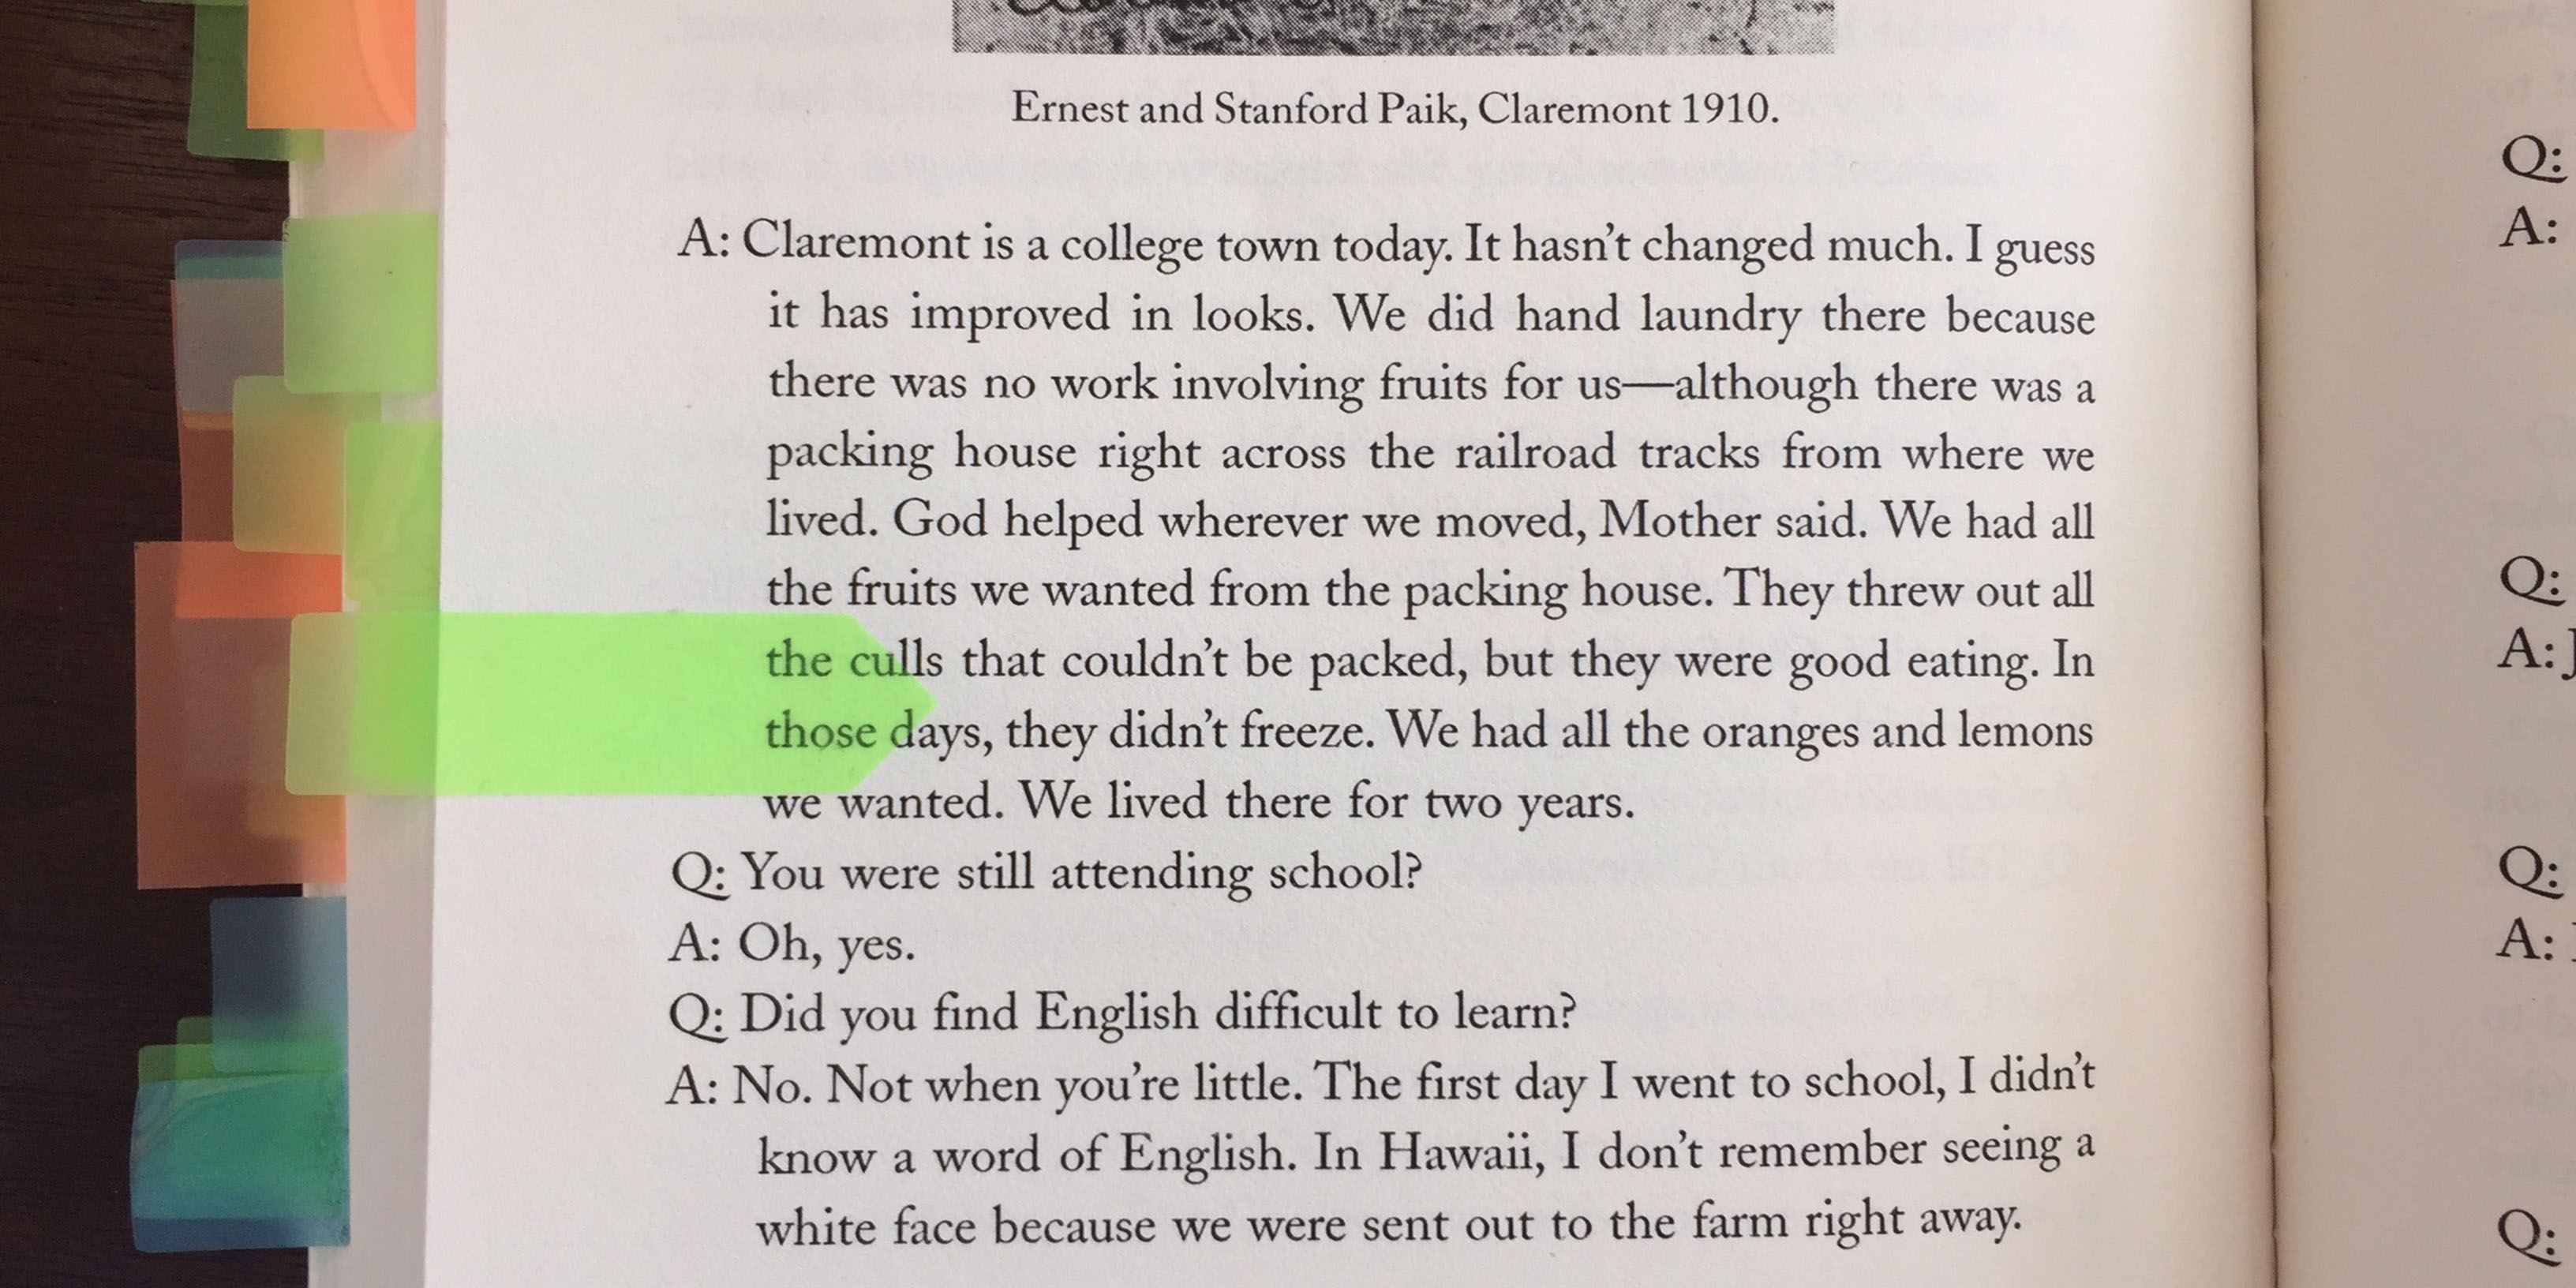 Ernest and Stanford Paik, Claremont 1910.
A: Claremont is a college town today. It hasn't changed much. I guess
it has improved in looks. We did hand laundry there because
there was no work involving fruits for us—although there was a
packing house right across the railroad tracks from where we
lived. God helped wherever we moved, Mother said. We had all
the fruits we wanted from the packing house. They threw out all
the culls that couldn't be packed, but they were good eating. In
those days, they didn't freeze. We had all the oranges and lemons
we wanted. We lived there for two years.
Q: You were still attending school?
A: Oh, yes.
Q: Did you find English difficult to learn?
A: No. Not when you're little. The first day I went to school, I didn't
know a word of English. In Hawaii, I don't remember seeing a
white face because we were sent out to the farm right away.
Q:
A:
Q:
A:
Q:
A:
Q: